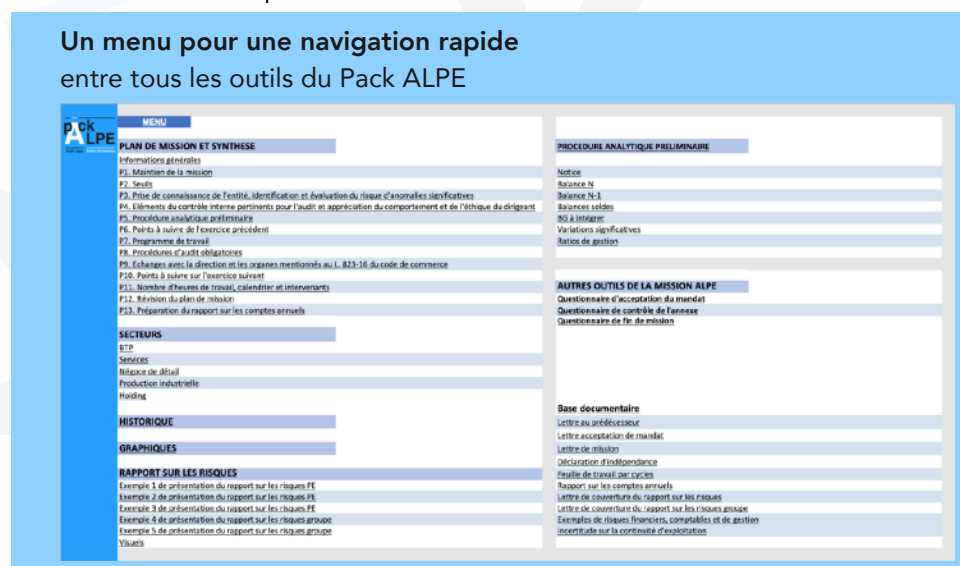 Un menu pour une navigation rapide
entre tous les outils du Pack ALPE
pack
ALPE
MENU
PLAN DE MISSION ET SYNTHESE
Informations générales
P1. Maintien de la mission
P2. Seuils
P3. Prise de connaissance de l'entité, identification et évaluation du risque d'anomalies significatives
P4. Eléments du contrôle interne pertinents pour l'audit et appréciation du comportement et de l'éthique du dirigeant
P5. Procédure analytique préliminaire
P6. Points à suivre de l'exercice précédent
P7. Programme de travail
P8. Procédures d'audit obligatoires
P9. Echanges avec la direction et les organes mentionnés au L. 823-16 du code de commerce
P10. Points à suivre sur l'exercice suivant
P11. Nombre d'heures de travail, calendrier et intervenants
P12. Révision du plan de mission
P13. Préparation du rapport sur les comptes annuels
SECTEURS
BTP
Services
Négoce de détail
Production industrielle
Holding
HISTORIQUE
GRAPHIQUES
RAPPORT SUR LES RISQUES
Exemple 1 de présentation du rapport sur les risques PE
Exemple 2 de présentation du rapport sur les risques PE
Exemple 3 de présentation du rapport sur les risques PE
Exemple 4 de présentation du rapport sur les risques groupe
Exemple 5 de présentation du rapport sur les risques groupe
Visuels
PROCEDURE ANALYTIQUE PRELIMINAIRE
Notice
Balance N
Balance N-1
Balances soldes
BG à intégrer
Variations significatives
Ratios de gestion
AUTRES OUTILS DE LA MISSION ALPE
Questionnaire d'acceptation du mandat
Questionnaire de contrôle de l'annexe
Questionnaire de fin de mission
Base documentaire
Lettre au prédécesseur
Lettre acceptation de mandat
Lettre de mission
Déclaration d'indépendance
Feuille de travail par cycles
Rapport sur les comptes annuels
Lettre de couverture du rapport sur les risques
Lettre de couverture du rapport sur les risques groupe
Exemples de risques financiers, comptables et de gestion
Incertitude sur la continuité d'exploitation